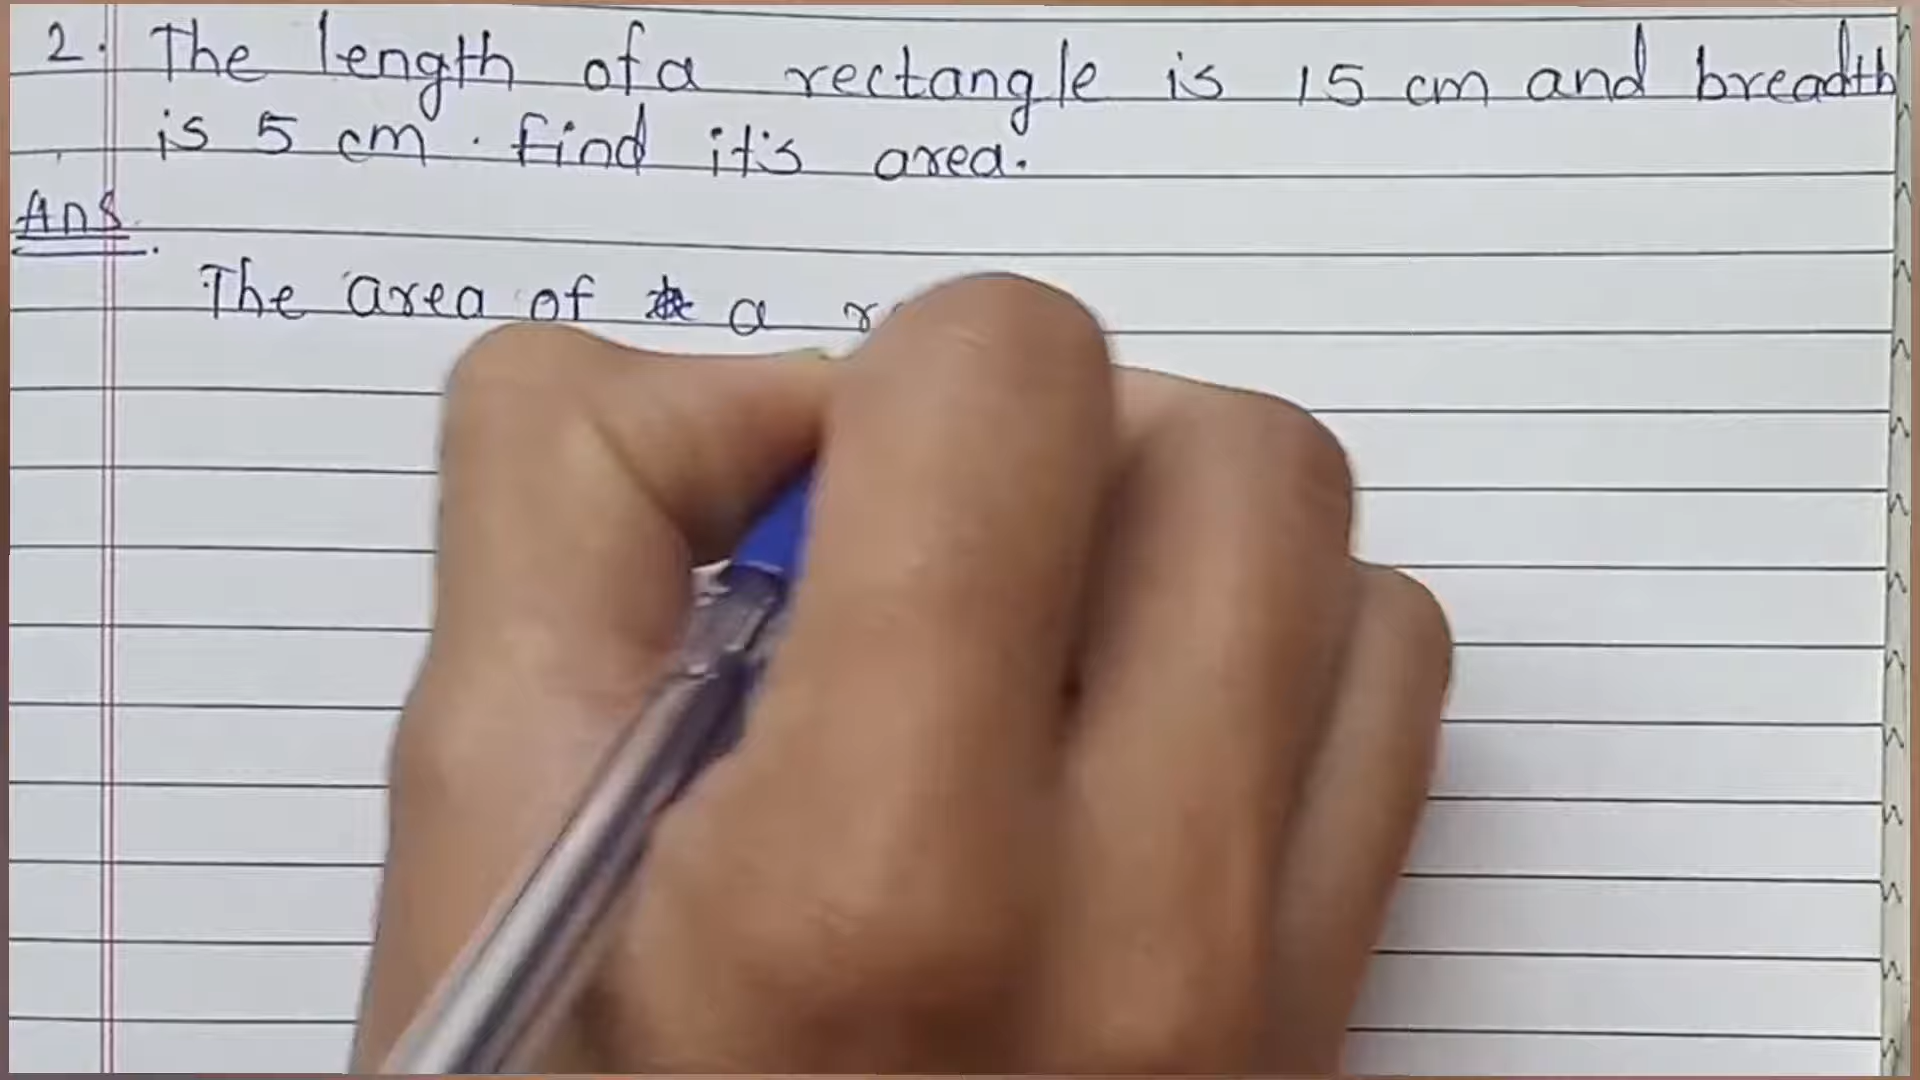 2. The length of a rectangle is 15 cm and breadth
is 5 cm. Find it's area.
Ans.
The area of a